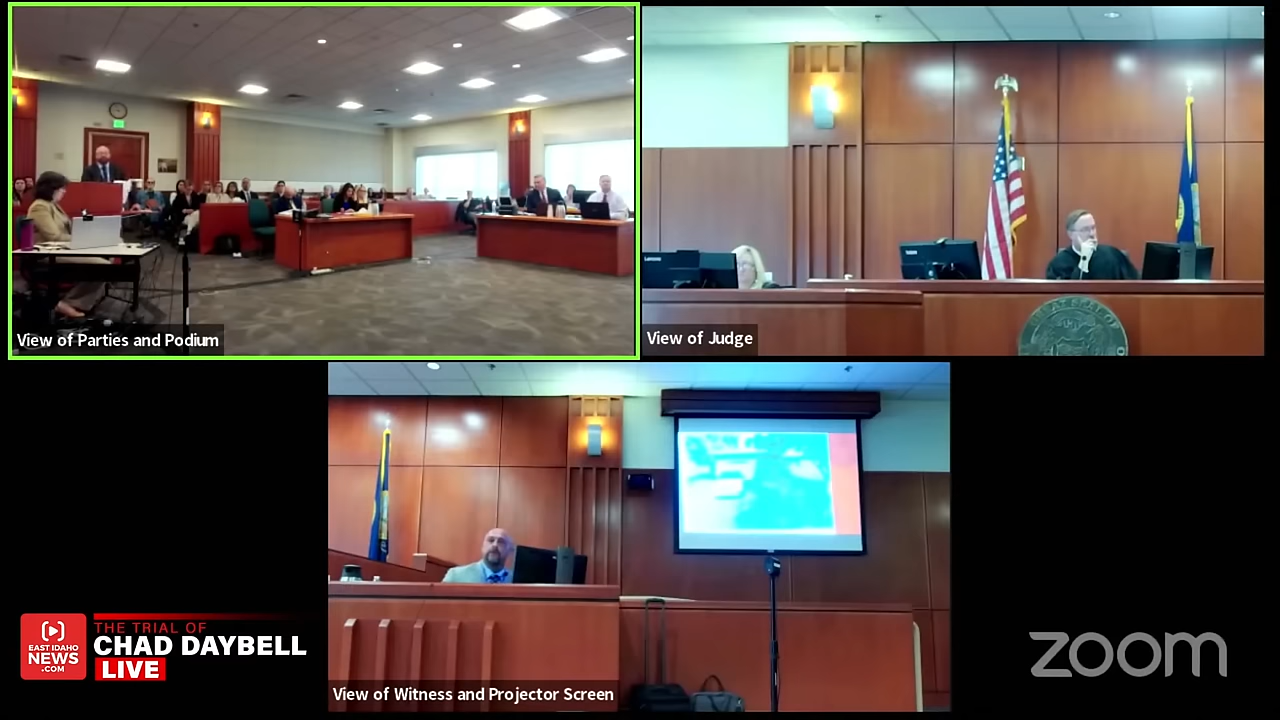 View of Parties and Podium
View of Judge
View of Witness and Projector Screen
EAST IDAHO
NEWS
.COM
THE TRIAL OF
CHAD DAYBELL
LIVE
zoom